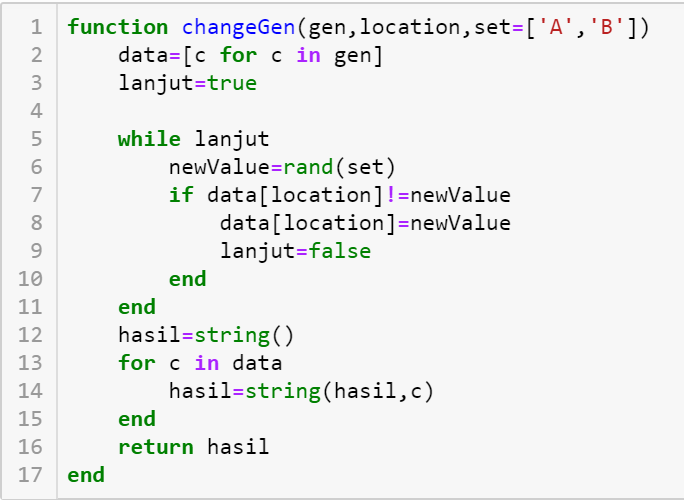 1 function changeGen(gen,location,set=['A','B'])
2     data=[c for c in gen]
3     lanjut=true
4
5     while lanjut
6         newValue=rand(set)
7         if data[location]!=newValue
8             data[location]=newValue
9             lanjut=false
10         end
11     end
12     hasil=string()
13     for c in data
14         hasil=string(hasil,c)
15     end
16     return hasil
17 end